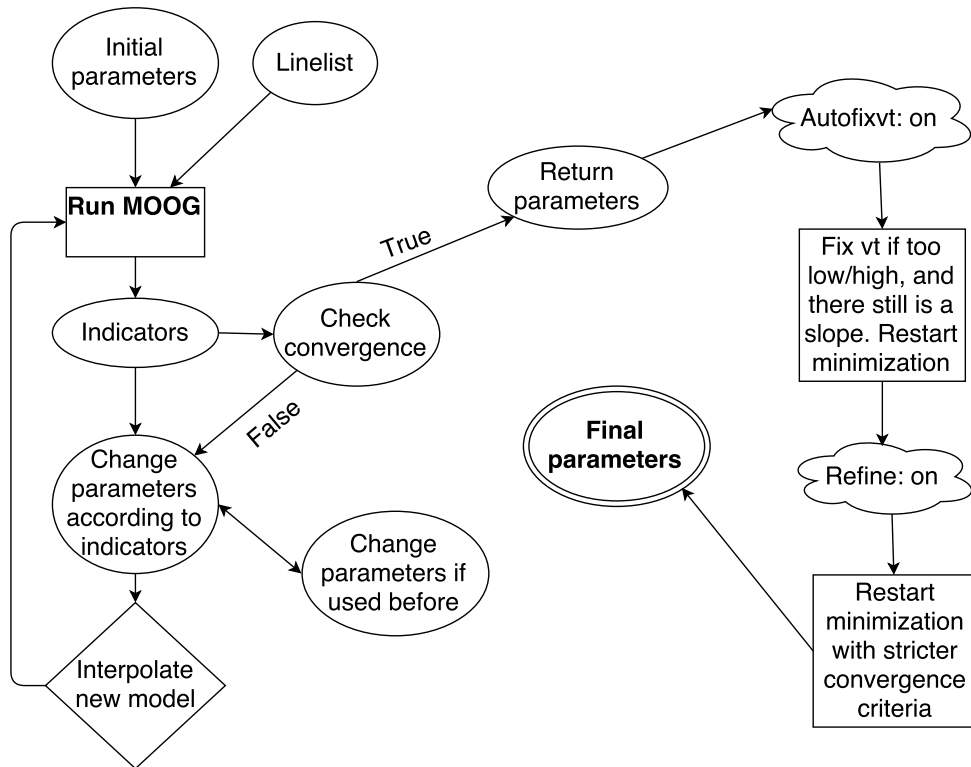 Initial
parameters
Linelist
Run MOOG
Indicators
Check
convergence
True
False
Change
parameters
according to
indicators
Change
parameters if
used before
Interpolate
new model
Return
parameters
Autofixvt: on
Fix vt if too
low/high, and
there still is a
slope. Restart
minimization
Refine: on
Restart
minimization
with stricter
convergence
criteria
Final
parameters